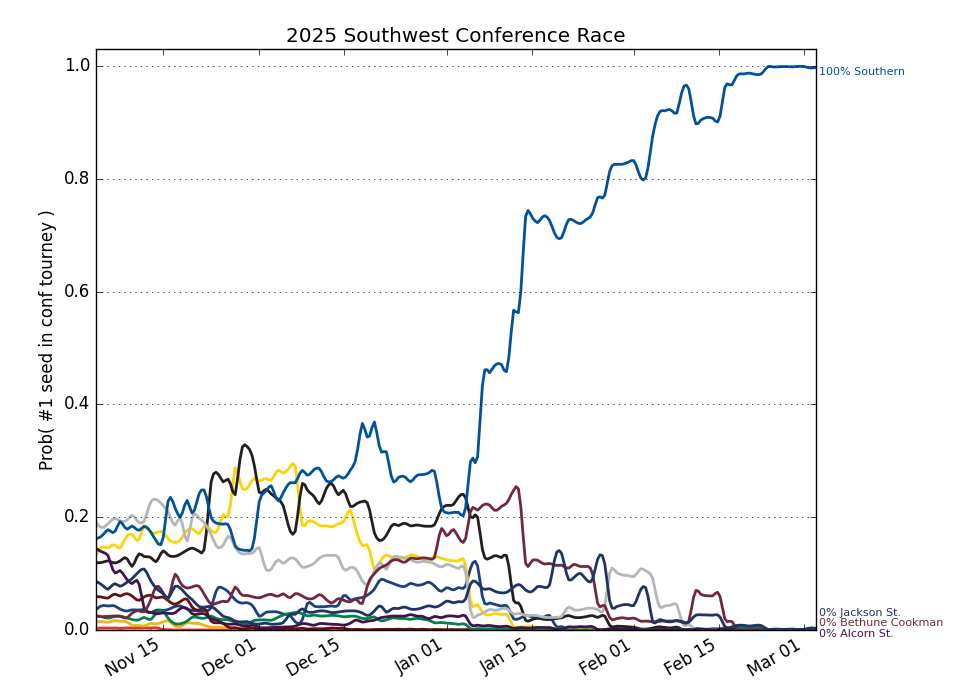 2025 Southwest Conference Race
Prob( #1 seed in conf tourney )
1.0
0.8
0.6
0.4
0.2
0.0
Nov 15
Dec 01
Dec 15
Jan 01
Jan 15
Feb 01
Feb 15
Mar 01
100% Southern
0% Jackson St.
0% Bethune Cookman
0% Alcorn St.